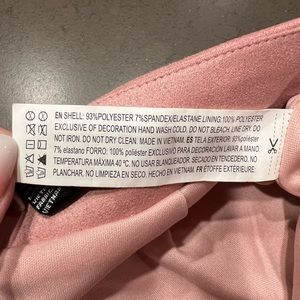 EN SHELL: 93%POLYESTER 7%SPANDEX/ELASTANE LINING:100% POLYESTER
EXCLUSIVE OF DECORATION HAND WASH COLD. DO NOT BLEACH. LINE DRY. DO
NOT IRON. DO NOT DRY CLEAN. MADE IN VIETNAM. ES EXTERIOR: 93% poliéster
7% elastano FORRO: 100% poliéster EXCLUSIVO POR DECORACIÓN LAVAR A MANO.
TEMPERATURA MÁXIMA 40 ºC. NO USAR BLANQUEADOR. SECADO EN TENDEDERO. NO
PLANCHAR. NO LIMPIEZA EN SECO. HECHO EN VIETNAM. FR ÉTOFFE EXTÉRIEURE:
VIETNAM